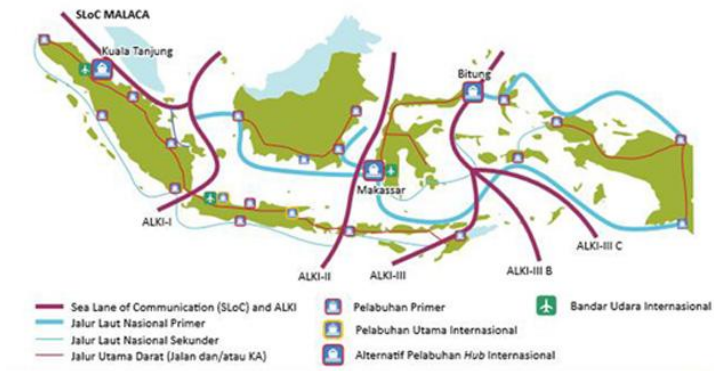 SLoC MALACA
Kuala Tanjung
Bitung
Makassar
ALKI-I
ALKI-II
ALKI-III
ALKI-III B
ALKI-III C
Sea Lane of Communication (SLoC) and ALKI
Jalur Laut Nasional Primer
Jalur Laut Nasional Sekunder
Jalur Utama Darat (Jalan dan/atau KA)
Pelabuhan Primer
Pelabuhan Utama Internasional
Alternatif Pelabuhan Hub Internasional
Bandar Udara Internasional